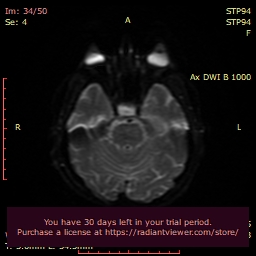 Im: 34/50
Se: 4
A
STP94
STP94
F
Ax DWI B 1000
R
L
You have 30 days left in your trial period.
Purchase a license at https://radiantviewer.com/store/